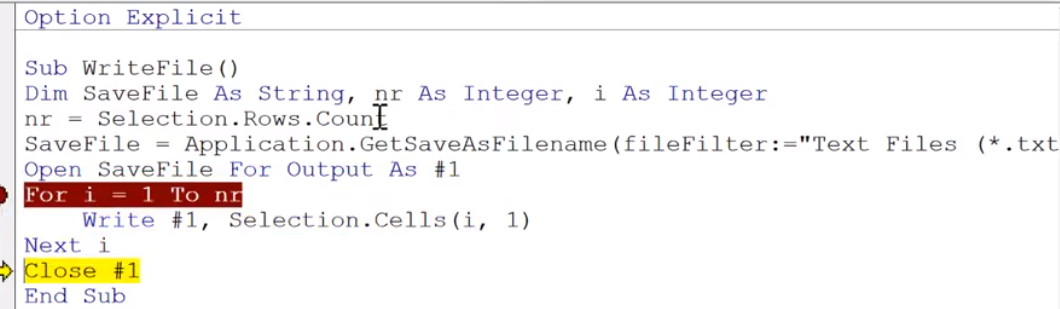 Option Explicit
Sub WriteFile()
Dim SaveFile As String, nr As Integer, i As Integer
nr = Selection.Rows.Count
SaveFile = Application.GetSaveAsFilename(fileFilter:="Text Files (*.txt
Open SaveFile For Output As #1
For i = 1 To nr
    Write #1, Selection.Cells(i, 1)
Next i
Close #1
End Sub